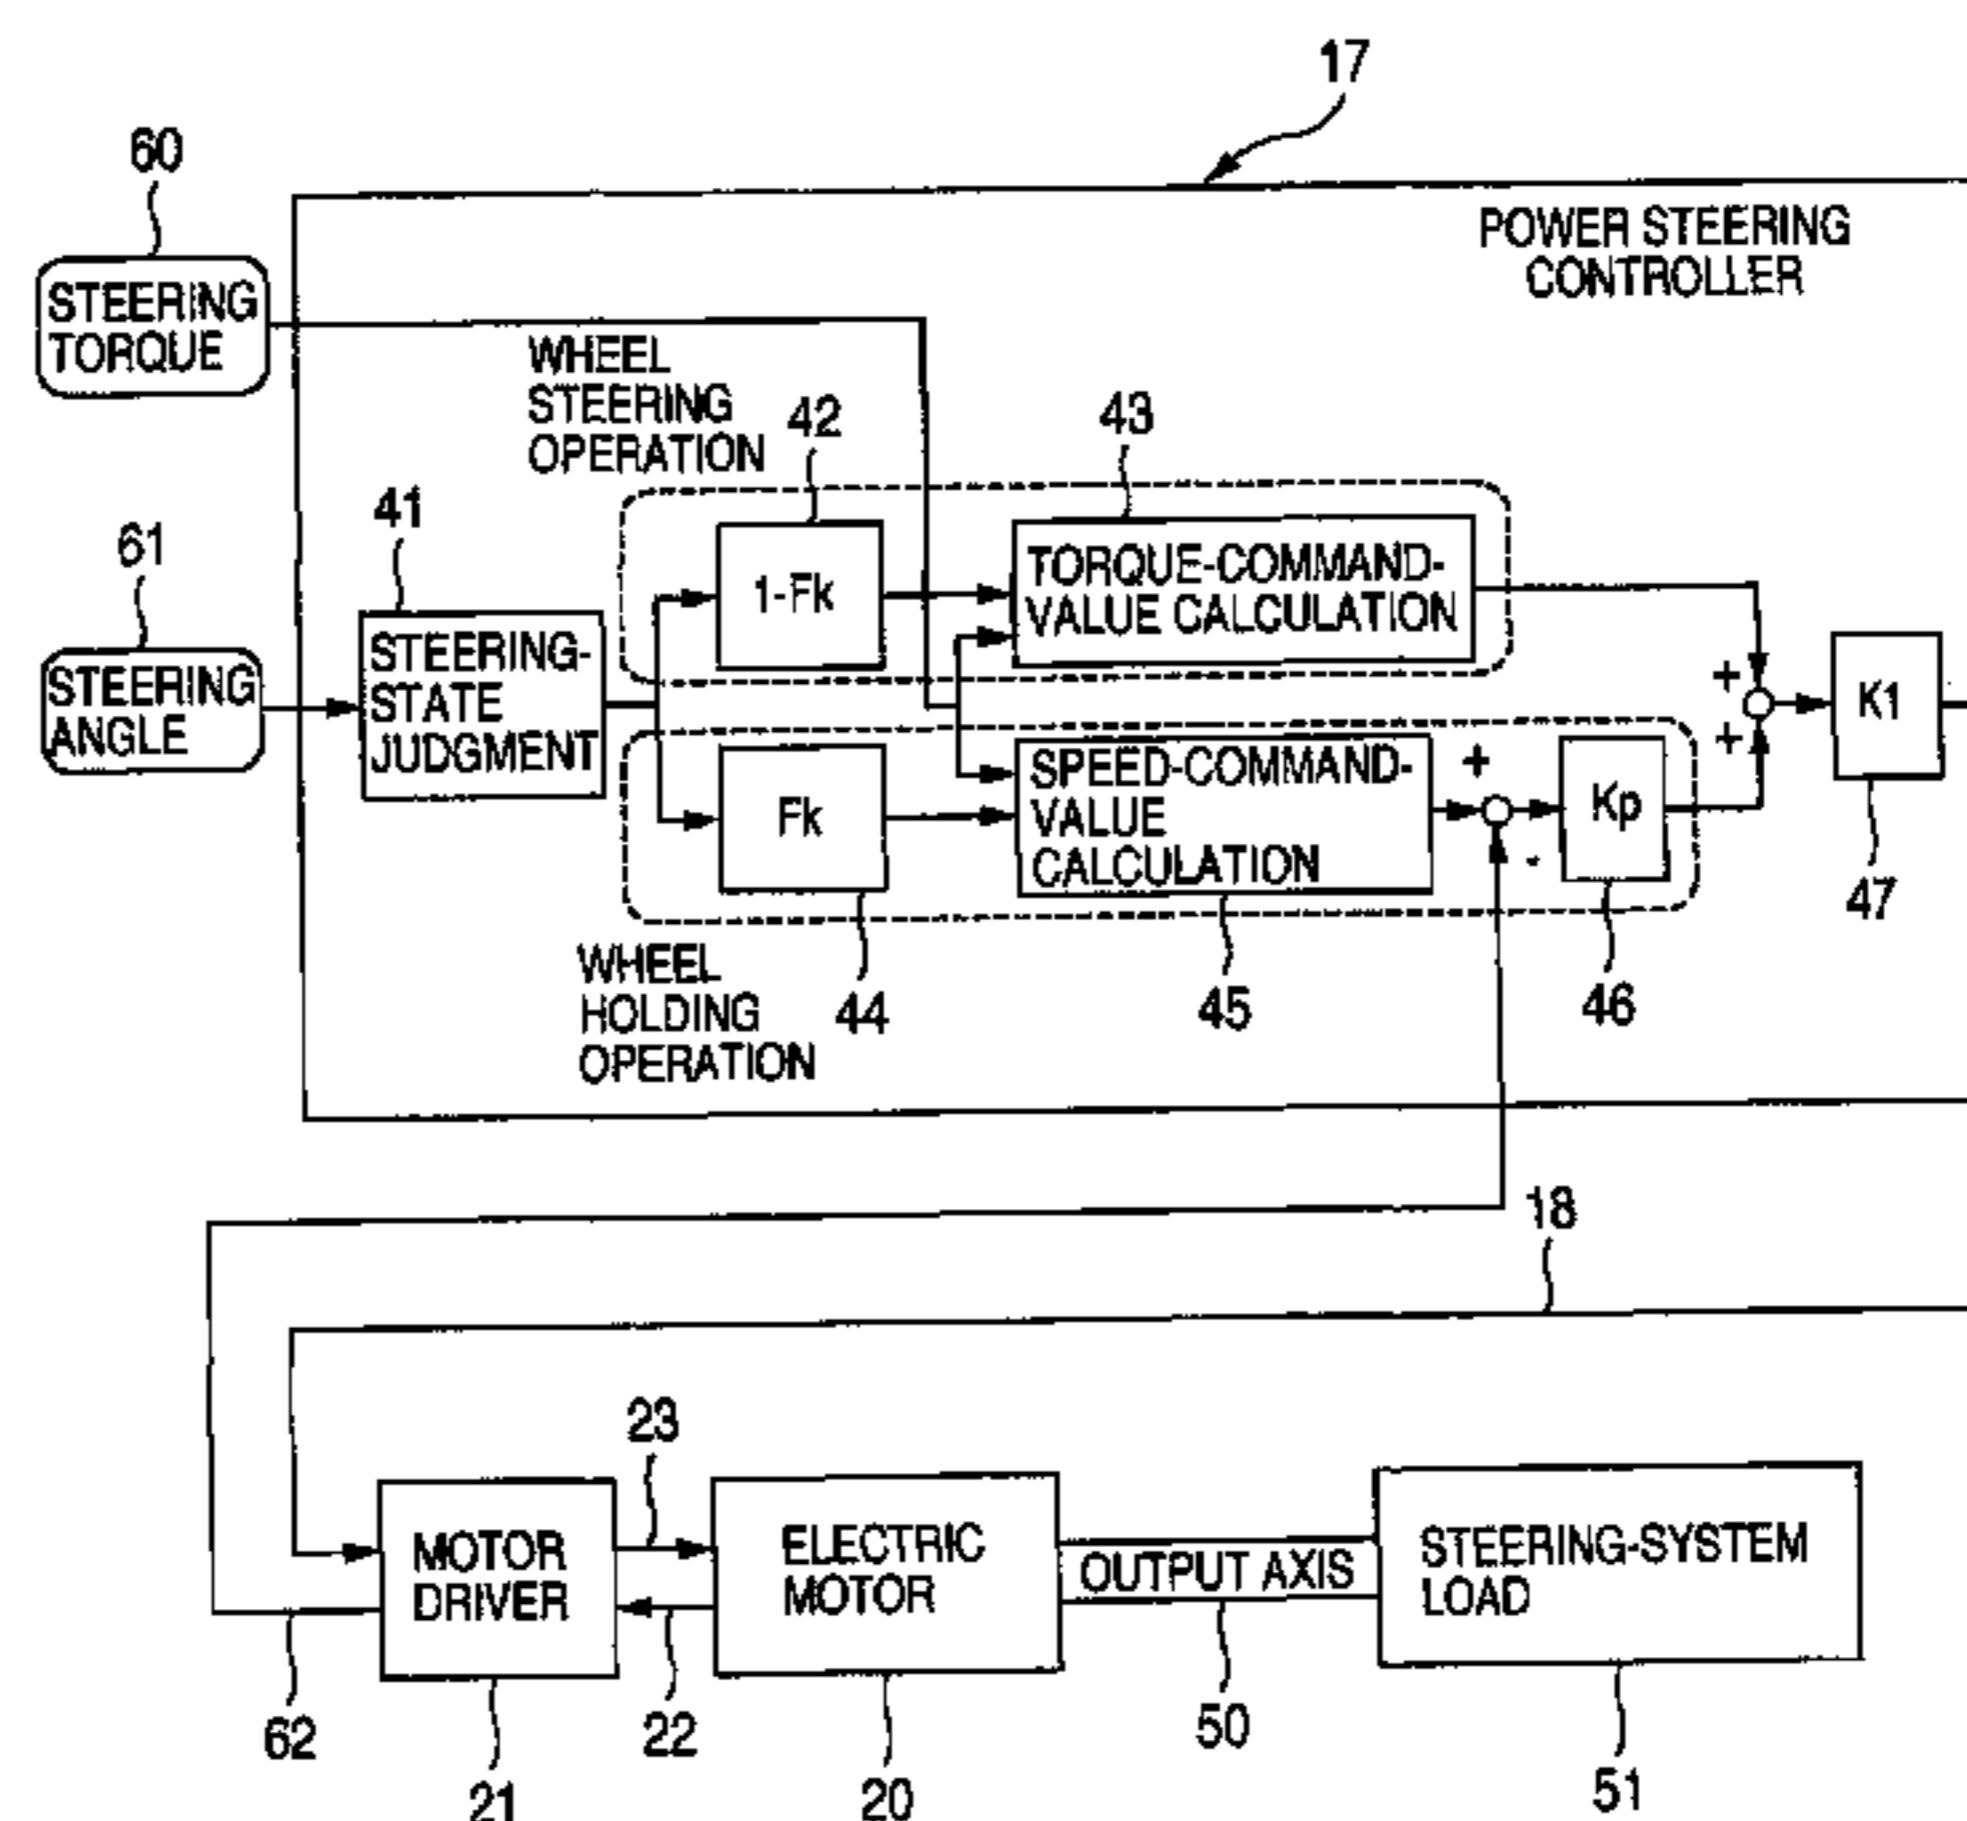 17
60
POWER STEERING
CONTROLLER
STEERING
TORQUE
WHEEL
STEERING
OPERATION
42
43
41
61
1-Fk
TORQUE-COMMAND-
VALUE CALCULATION
STEERING
ANGLE
STEERING-
STATE
JUDGMENT
+
+
K1
Fk
SPEED-COMMAND-
VALUE
CALCULATION
+
-
Kp
47
WHEEL
HOLDING
OPERATION
44
45
46
18
23
MOTOR
DRIVER
ELECTRIC
MOTOR
OUTPUT AXIS
STEERING-SYSTEM
LOAD
62
22
50
21
20
51